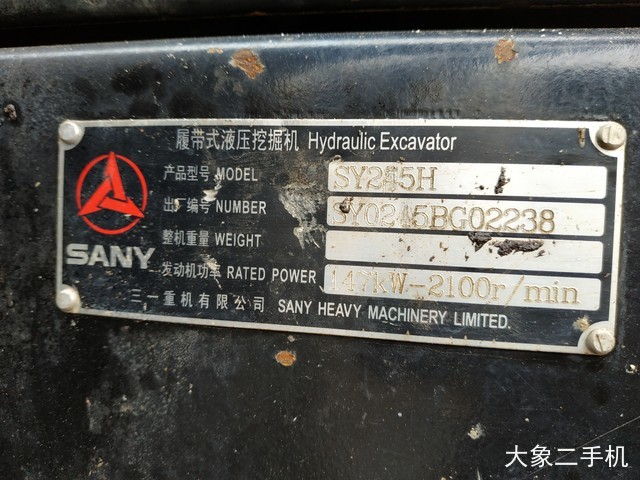 履带式液压挖掘机 Hydraulic Excavator
产品型号 MODEL
出厂编号 NUMBER
整机重量 WEIGHT
发动机功率 RATED POWER 147kW-2100r/min
SANY
三一重机有限公司 SANY HEAVY MACHINERY LIMITED.
大象二手机